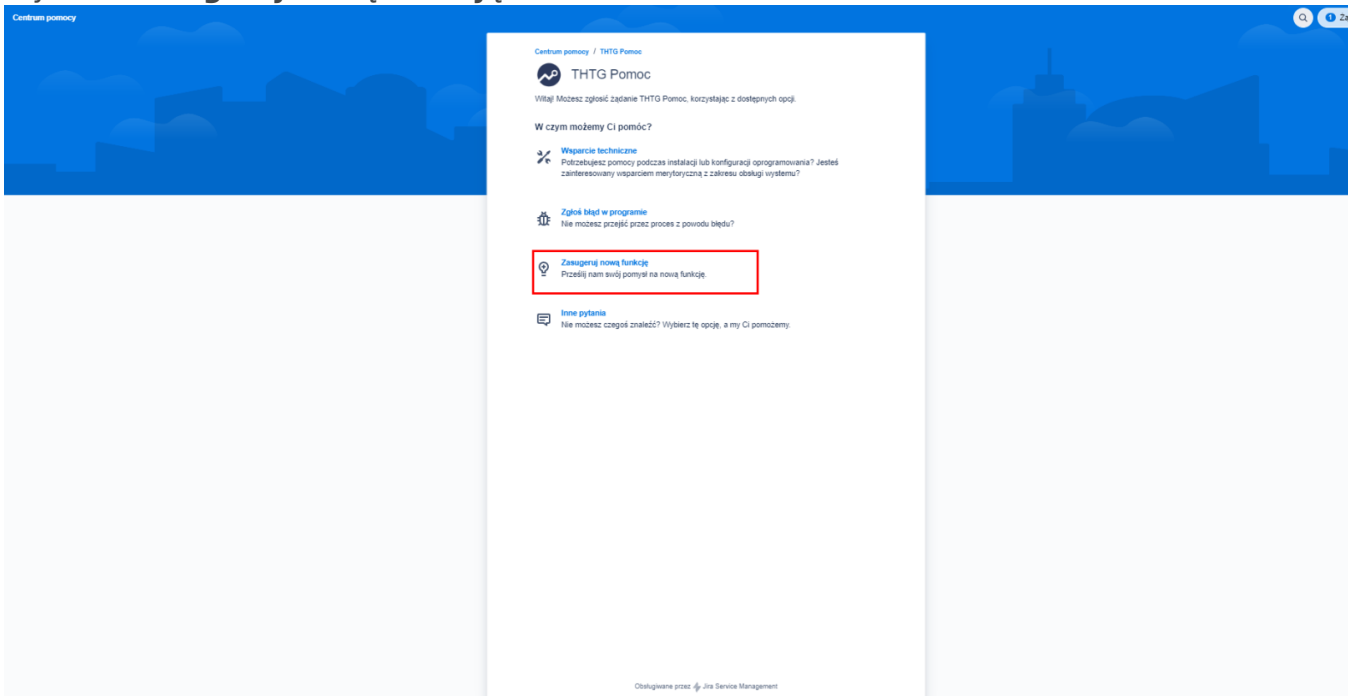 Centrum pomocy
Centrum pomocy / THTG Pomoc
THTG Pomoc
Witaj! Możesz zgłosić żądanie THTG Pomoc, korzystając z dostępnych opcji.
W czym możemy Ci pomóc?
Wsparcie techniczne
Potrzebujesz pomocy podczas instalacji lub konfiguracji oprogramowania? Jesteś
zainteresowany wsparciem merytoryczną z zakresu obsługi wystemu?
Zgłoś błąd w programie
Nie możesz przejść przez proces z powodu błędu?
Zasugeruj nową funkcję
Prześlij nam swój pomysł na nową funkcję.
Inne pytania
Nie możesz czegoś znaleźć? Wybierz tę opcję, a my Ci pomożemy.
Obsługiwane przez Jira Service Management